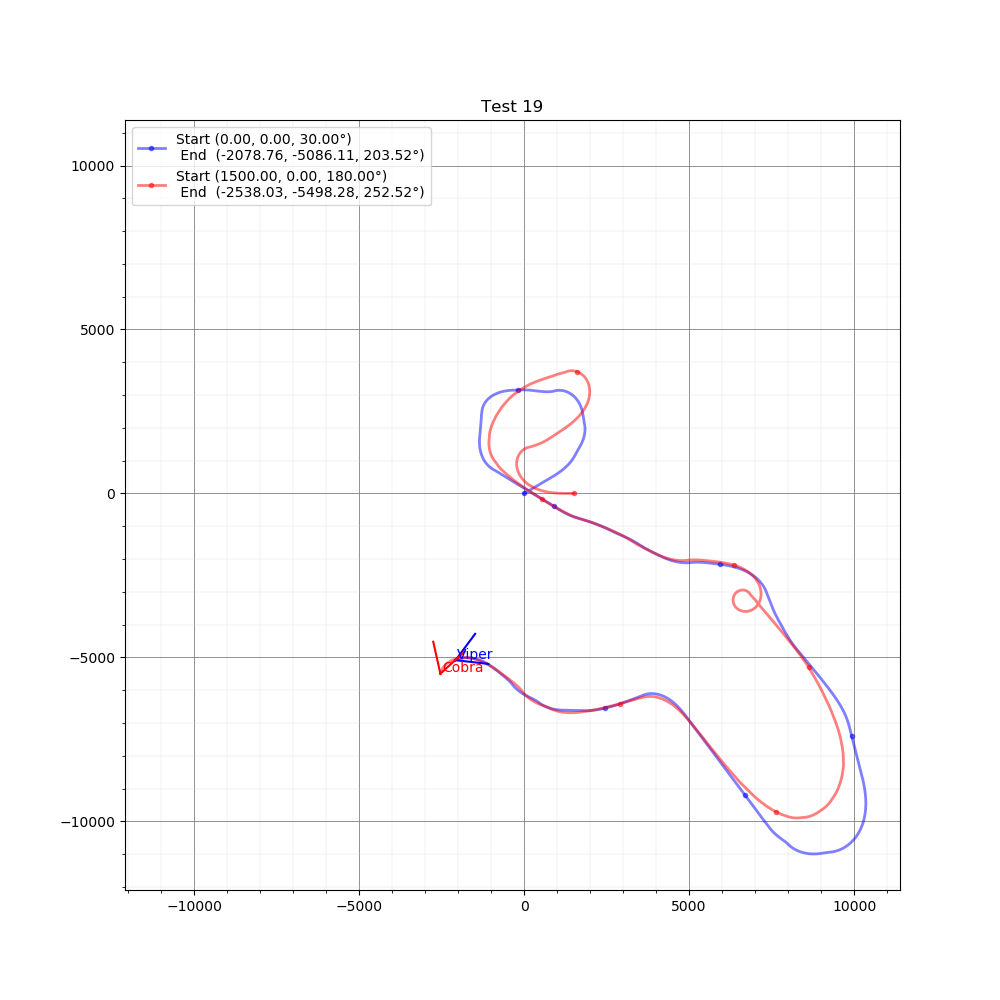 Test 19
Start (0.00, 0.00, 30.00°)
End (-2078.76, -5086.11, 203.52°)
Start (1500.00, 0.00, 180.00°)
End (-2538.03, -5498.28, 252.52°)
10000
5000
0
−5000
−10000
Viper
Cobra
−10000
−5000
0
5000
10000